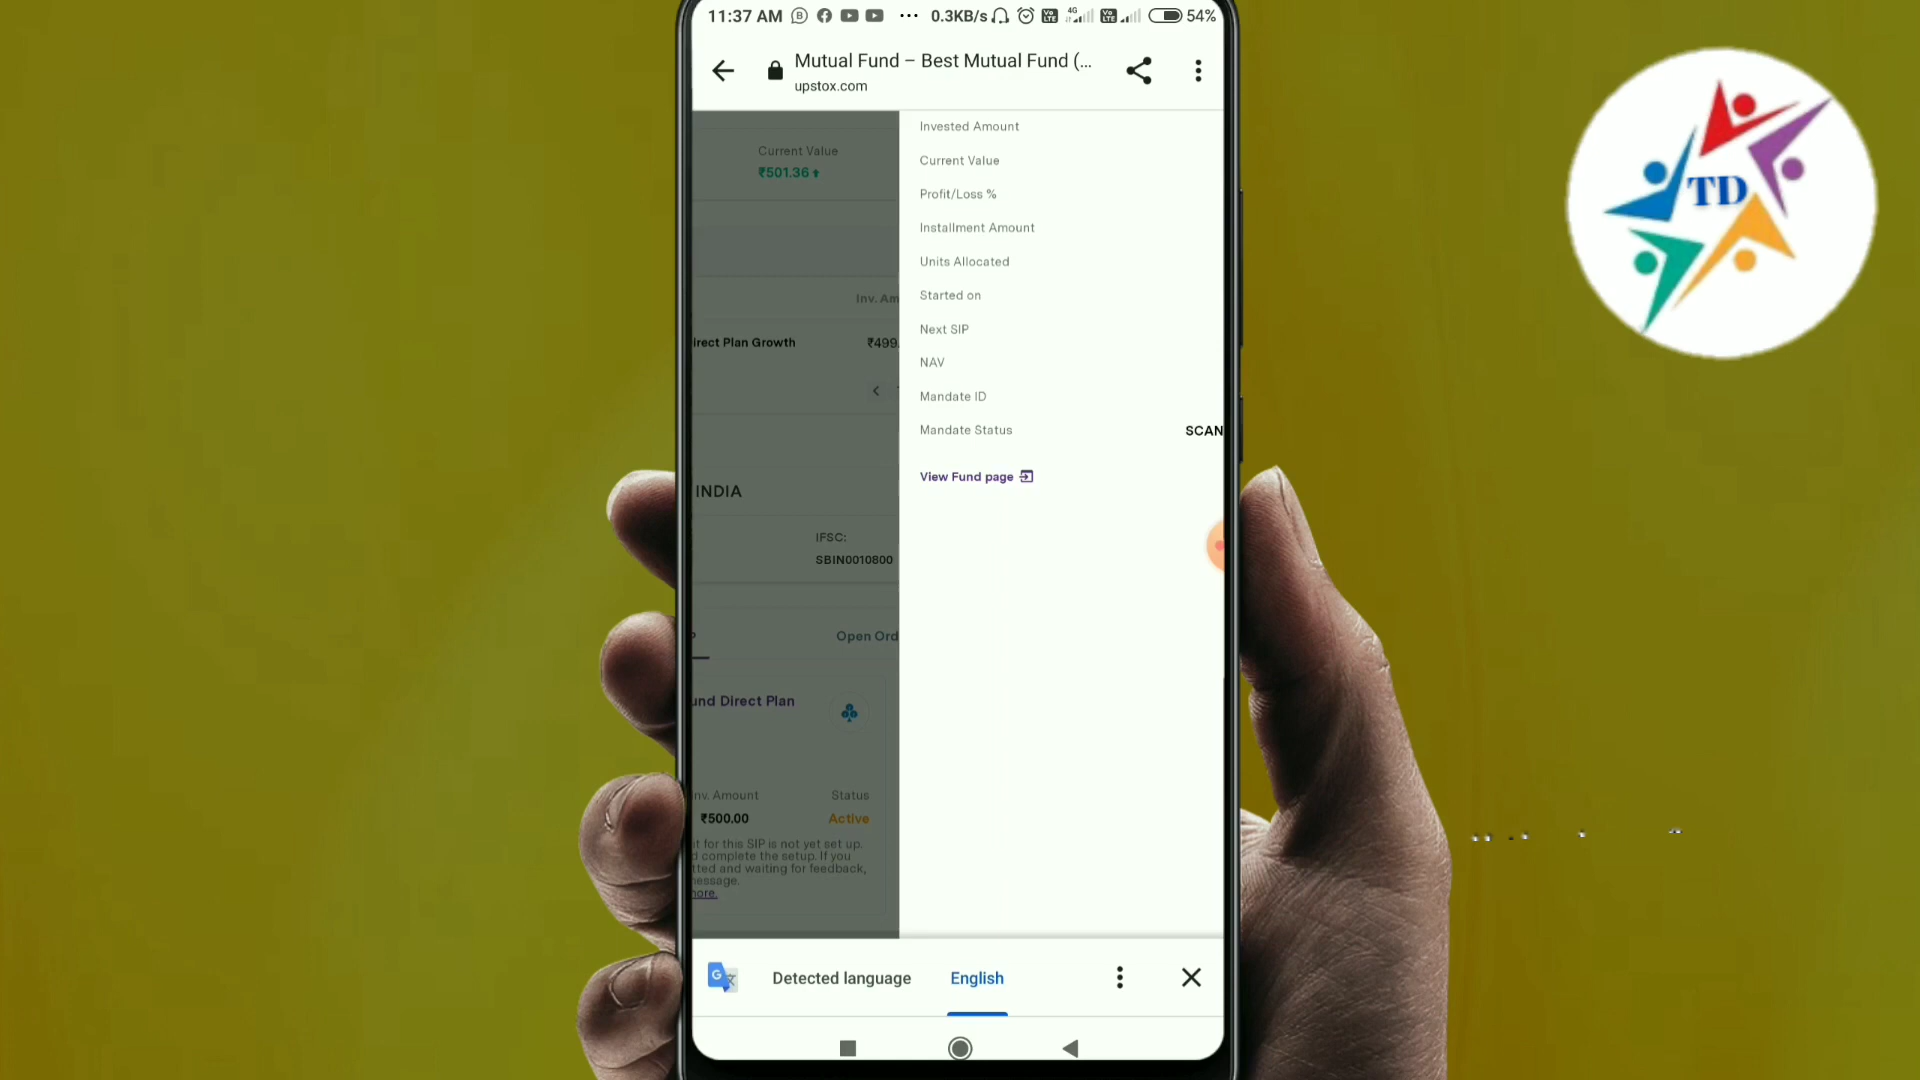 11:37 AM 0.3KB/s 4G 54%
Mutual Fund – Best Mutual Fund (...
upstox.com
TD
Current Value
₹501.36
Inv. Am
irect Plan Growth ₹499.
INDIA
IFSC:
SBIN0010800
Open Ord
und Direct Plan
nv. Amount Status
₹500.00 Active
it for this SIP is not yet set up.
d complete the setup. If you
tted and waiting for feedback,
nessage.
more.
Invested Amount
Current Value
Profit/Loss %
Installment Amount
Units Allocated
Started on
Next SIP
NAV
Mandate ID
Mandate Status SCAN
View Fund page
Detected language English